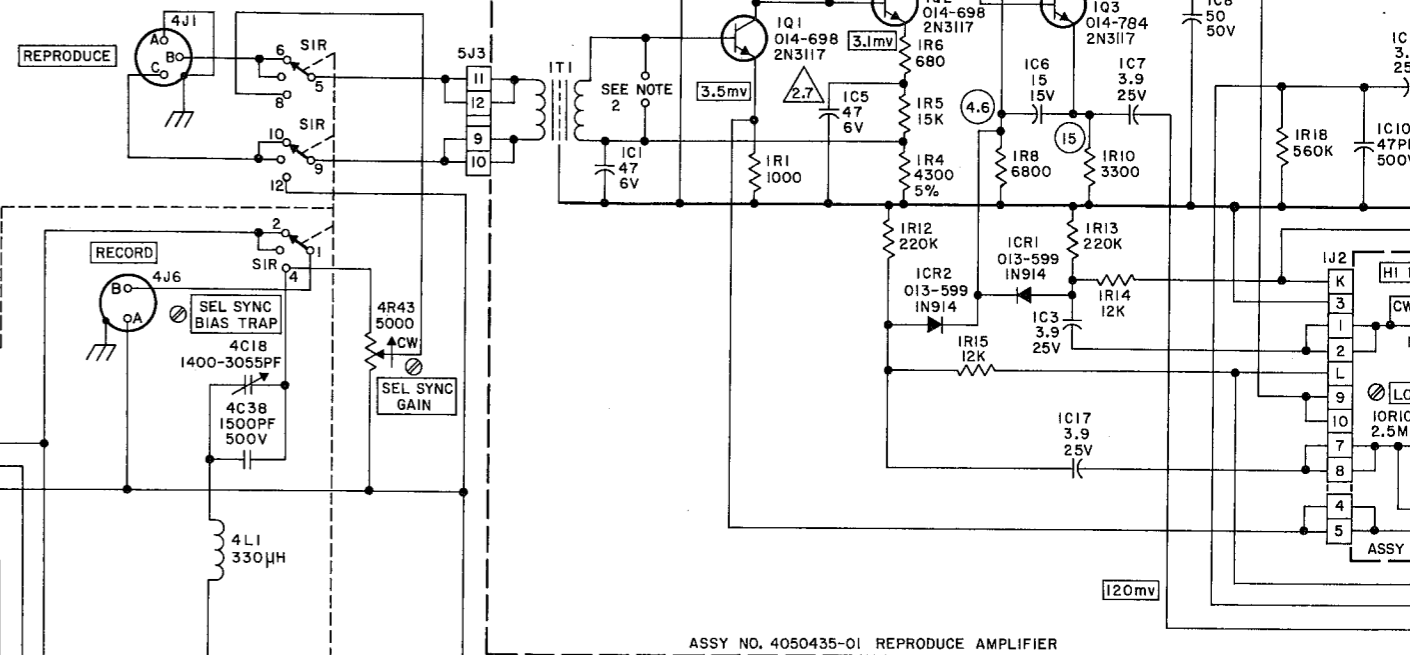 4J1
A
B
C
REPRODUCE
6
SIR
5
8
10
SIR
9
12
5J3
11
12
9
10
1T1
SEE NOTE
2
1C1
47
6V
1Q1
014-698
2N3117
3.5mv
014-698
2N3117
3.1mv
1R6
680
2.7
1C5
47
6V
1R5
15K
1R1
1000
1R4
4300
5%
1Q3
014-784
2N3117
1C6
15
15V
1C7
3.9
25V
4.6
15
1R8
6800
1R10
3300
50
50V
1R18
560K
2
1
SIR
4
RECORD
4J6
B
A
SEL SYNC
BIAS TRAP
4C18
1400-3055PF
4C38
1500PF
500V
4R43
5000
CW
SEL SYNC
GAIN
4L1
330µH
1R12
220K
1CR2
013-599
1N914
1CR1
013-599
1N914
1R13
220K
1R14
12K
1C3
3.9
25V
1R15
12K
1C17
3.9
25V
1J2
K
3
1
2
L
9
10
7
8
4
5
ASSY
120mv
ASSY NO. 4050435-01 REPRODUCE AMPLIFIER